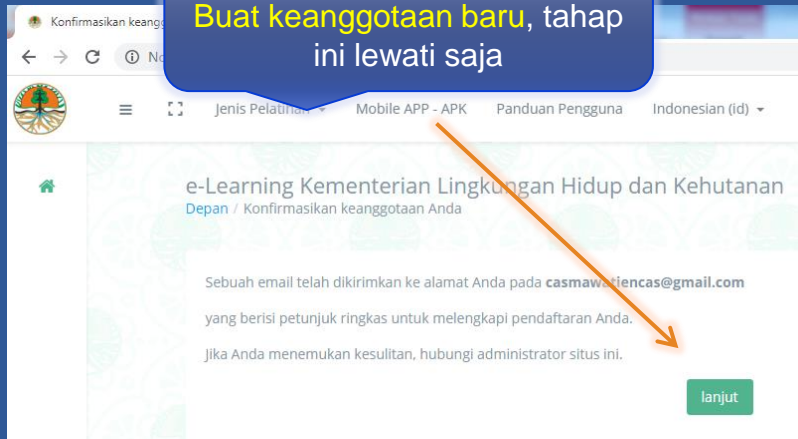 Konfirmasikan keangg
Buat keanggotaan baru, tahap
ini lewati saja
Jenis Pelatihan
Mobile APP - APK
Panduan Pengguna
Indonesian (id)
e-Learning Kementerian Lingkungan Hidup dan Kehutanan
Depan / Konfirmasikan keanggotaan Anda
Sebuah email telah dikirimkan ke alamat Anda pada casmawatiencas@gmail.com
yang berisi petunjuk ringkas untuk melengkapi pendaftaran Anda.
Jika Anda menemukan kesulitan, hubungi administrator situs ini.
lanjut